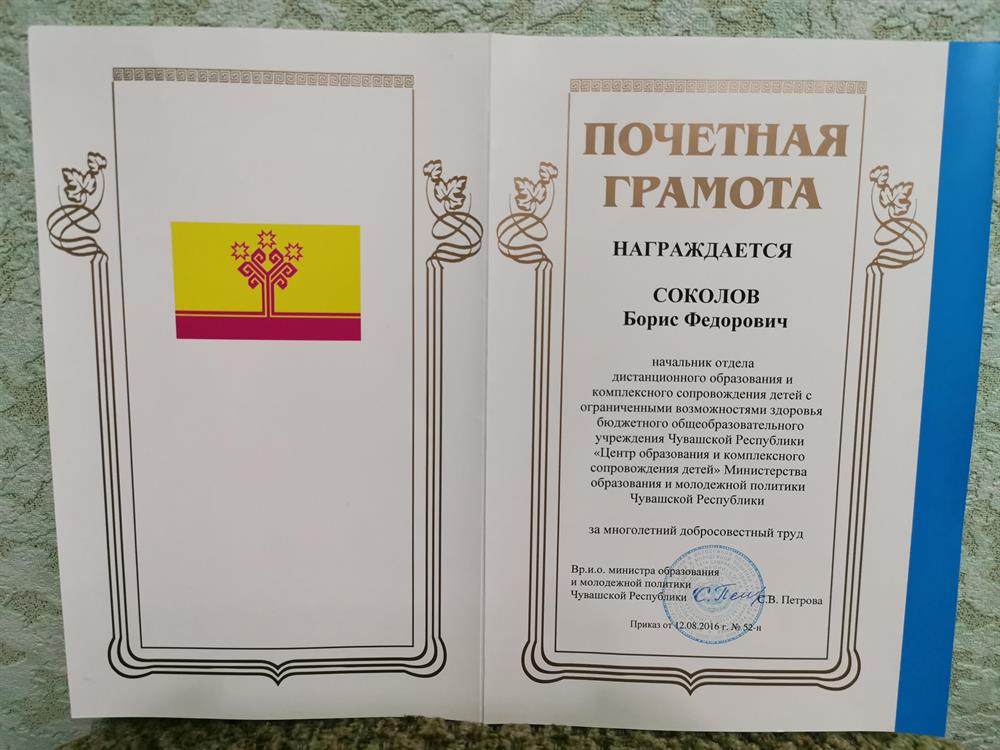 ПОЧЕТНАЯ
ГРАМОТА
НАГРАЖДАЕТСЯ
СОКОЛОВ
Борис Федорович
начальник отдела
дистанционного образования и
комплексного сопровождения детей с
ограниченными возможностями здоровья
бюджетного общеобразовательного
учреждения Чувашской Республики
«Центр образования и комплексного
сопровождения детей» Министерства
образования и молодежной политики
Чувашской Республики
за многолетний добросовестный труд
Вр.и.о. министра образования
и молодежной политики
Чувашской Республики С.В. Петрова
Приказ от 12.08.2016 г. № 52-н